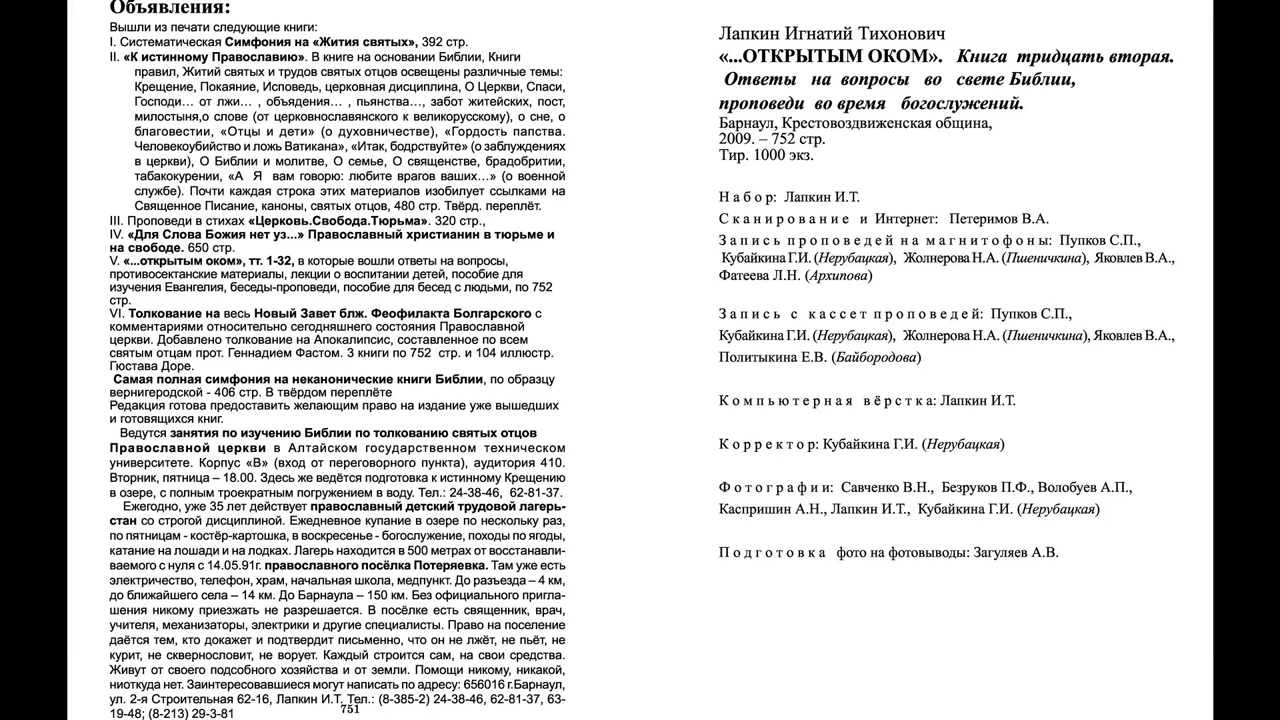 Объявления:
Вышли из печати следующие книги:
I. Систематическая Симфония на «Жития святых», 392 стр.
II. «К истинному Православию». В книге на основании Библии, Книги
правил, Житий святых и трудов святых отцов освещены различные темы:
Крещение, Покаяние, Исповедь, церковная дисциплина, О Церкви, Спаси,
Господи… от лжи… , объядения… , пьянства…, забот житейских, пост,
милостыня,о слове (от церковнославянского к великорусскому), о сне, о
благовестии, «Отцы и дети» (о духовничестве), «Гордость папства.
Человекоубийство и ложь Ватикана», «Итак, бодрствуйте» (о заблуждениях
в церкви), О Библии и молитве, О семье, О священстве, брадобритии,
табакокурении, «А Я вам говорю: любите врагов ваших…» (о военной
службе). Почти каждая строка этих материалов изобилует ссылками на
Священное Писание, каноны, святых отцов, 480 стр. Твёрд. переплёт.
III. Проповеди в стихах «Церковь.Свобода.Тюрьма». 320 стр.,
IV. «Для Слова Божия нет уз...» Православный христианин в тюрьме и
на свободе. 650 стр.
V. «...открытым оком», тт. 1-32, в которые вошли ответы на вопросы,
противосектанские материалы, лекции о воспитании детей, пособие для
изучения Евангелия, беседы-проповеди, пособие для бесед с людьми, по 752
стр.
VI. Толкование на весь Новый Завет блж. Феофилакта Болгарского с
комментариями относительно сегодняшнего состояния Православной
церкви. Добавлено толкование на Апокалипсис, составленное по всем
святым отцам прот. Геннадием Фастом. 3 книги по 752 стр. и 104 иллюстр.
Гюстава Доре.
Самая полная симфония на неканонические книги Библии, по образцу
вернигеродской - 406 стр. В твёрдом переплёте
Редакция готова предоставить желающим право на издание уже вышедших
и готовящихся книг.
Ведутся занятия по изучению Библии по толкованию святых отцов
Православной церкви в Алтайском государственном техническом
университете. Корпус «В» (вход от переговорного пункта), аудитория 410.
Вторник, пятница – 18.00. Здесь же ведётся подготовка к истинному Крещению
в озере, с полным троекратным погружением в воду. Тел.: 24-38-46, 62-81-37.
Ежегодно, уже 35 лет действует православный детский трудовой лагерь-
стан со строгой дисциплиной. Ежедневное купание в озере по нескольку раз,
по пятницам - костёр-картошка, в воскресенье - богослужение, походы по ягоды,
катание на лошади и на лодках. Лагерь находится в 500 метрах от восстанавли-
ваемого с нуля с 14.05.91г. православного посёлка Потеряевка. Там уже есть
электричество, телефон, храм, начальная школа, медпункт. До разъезда – 4 км,
до ближайшего села – 14 км. До Барнаула – 150 км. Без официального пригла-
шения никому приезжать не разрешается. В посёлке есть священник, врач,
учителя, механизаторы, электрики и другие специалисты. Право на поселение
даётся тем, кто докажет и подтвердит письменно, что он не лжёт, не пьёт, не
курит, не сквернословит, не ворует. Каждый строится сам, на свои средства.
Живут от своего подсобного хозяйства и от земли. Помощи никому, никакой,
ниоткуда нет. Заинтересовавшиеся могут написать по адресу: 656016 г.Барнаул,
ул. 2-я Строительная 62-16, Лапкин И.Т. Тел.: (8-385-2) 24-38-46, 62-81-37, 63-
19-48; (8-213) 29-3-81
751
Лапкин Игнатий Тихонович
«...ОТКРЫТЫМ ОКОМ». Книга тридцать вторая.
Ответы на вопросы во свете Библии,
проповеди во время богослужений.
Барнаул, Крестовоздвиженская община,
2009. – 752 стр.
Тир. 1000 экз.
Набор: Лапкин И.Т.
Сканирование и Интернет: Петеримов В.А.
Запись проповедей на магнитофоны: Пупков С.П.,
Кубайкина Г.И. (Нерубацкая), Жолнерова Н.А. (Пшеничкина), Яковлев В.А.,
Фатеева Л.Н. (Архипова)
Запись с кассет проповедей: Пупков С.П.,
Кубайкина Г.И. (Нерубацкая), Жолнерова Н.А. (Пшеничкина), Яковлев В.А.,
Политыкина Е.В. (Байбородова)
Компьютерная вёрстка: Лапкин И.Т.
Корректор: Кубайкина Г.И. (Нерубацкая)
Фотографии: Савченко В.Н., Безруков П.Ф., Волобуев А.П.,
Каспришин А.Н., Лапкин И.Т., Кубайкина Г.И. (Нерубацкая)
Подготовка фото на фотовыводы: Загуляев А.В.